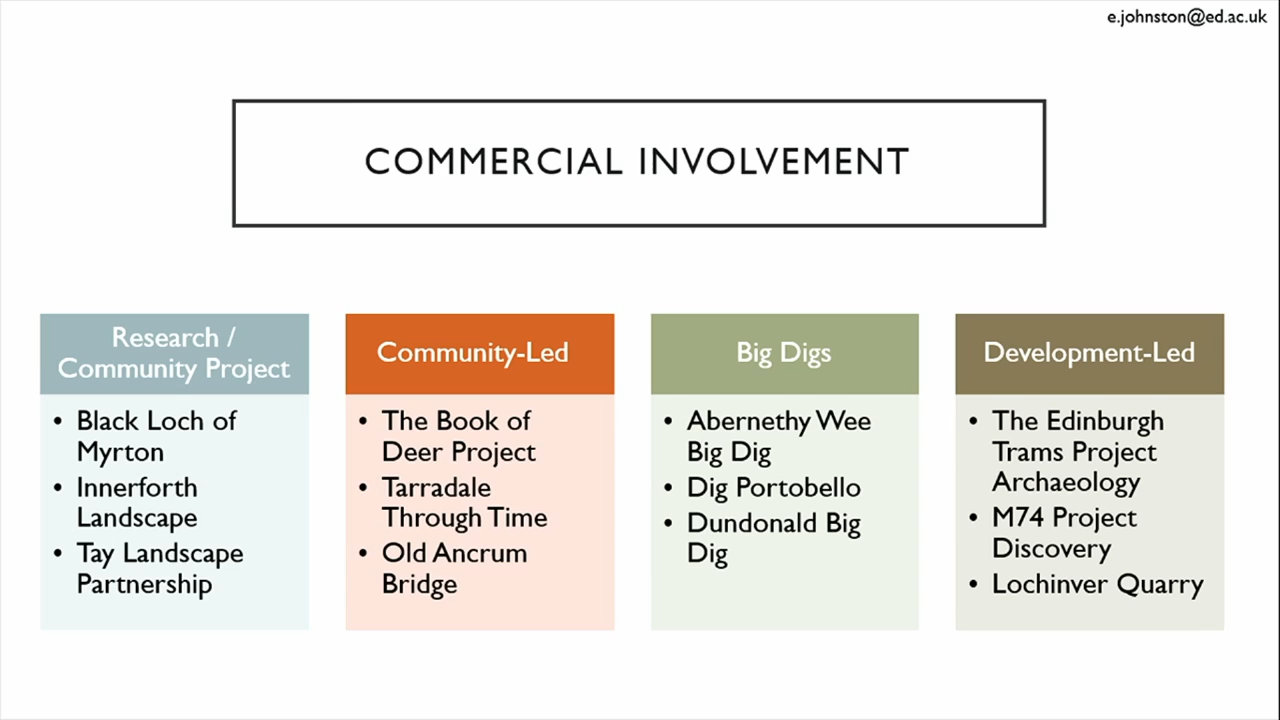 e.johnston@ed.ac.uk
COMMERCIAL INVOLVEMENT
Research /
Community Project
• Black Loch of
Myrton
• Innerforth
Landscape
• Tay Landscape
Partnership
Community-Led
• The Book of
Deer Project
• Tarradale
Through Time
• Old Ancrum
Bridge
Big Digs
• Abernethy Wee
Big Dig
• Dig Portobello
• Dundonald Big
Dig
Development-Led
• The Edinburgh
Trams Project
Archaeology
• M74 Project
Discovery
• Lochinver Quarry